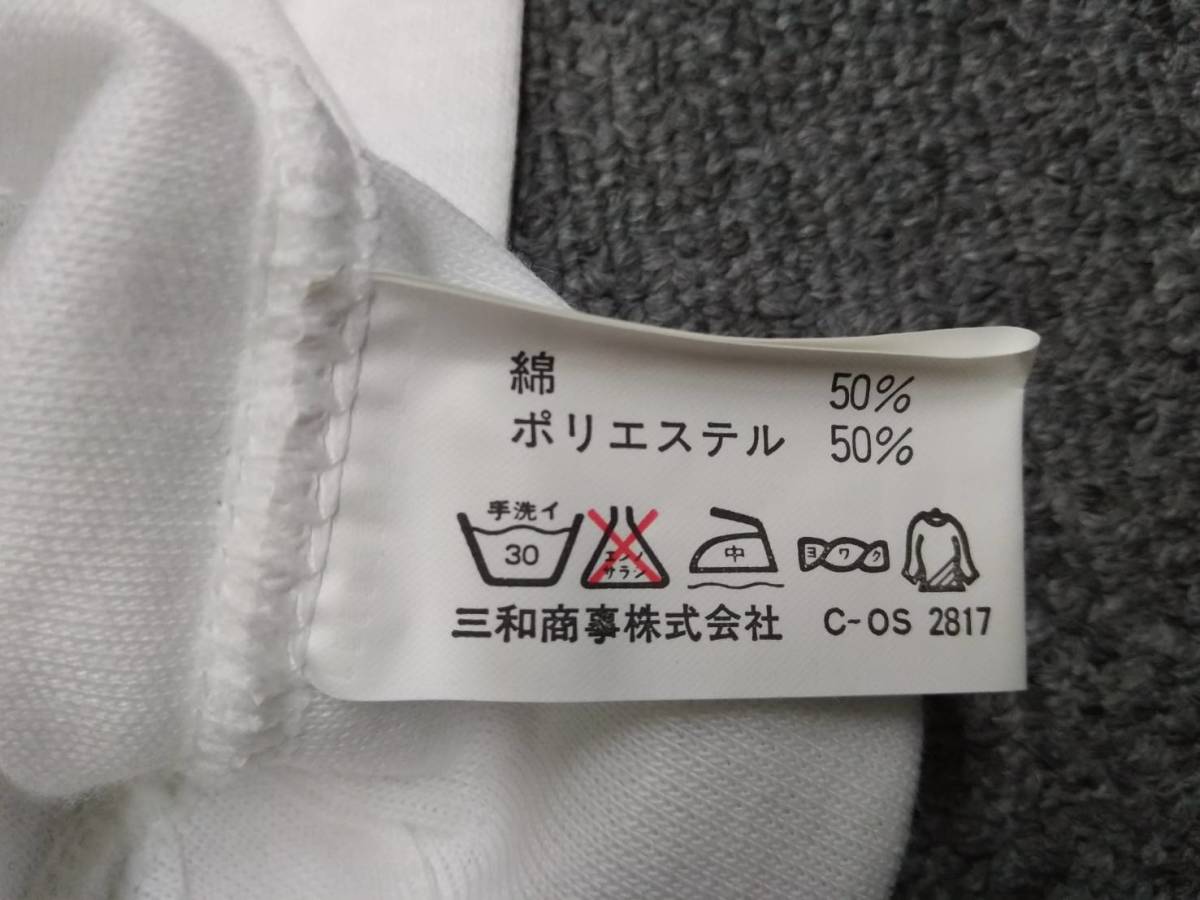 綿 50%
ポリエステル 50%
手洗イ
30 エンソサラシ 中 ヨワク
三和商事株式会社 C-OS 2817